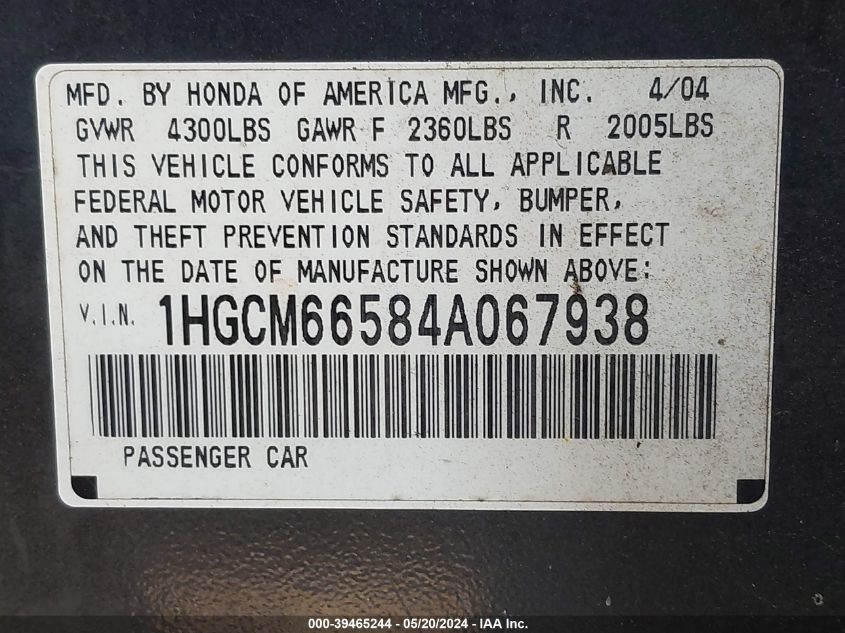 MFD. BY HONDA OF AMERICA MFG., INC. 4/04
GVWR 4300LBS GAWR F 2360LBS R 2005LBS
THIS VEHICLE CONFORMS TO ALL APPLICABLE
FEDERAL MOTOR VEHICLE SAFETY, BUMPER,
AND THEFT PREVENTION STANDARDS IN EFFECT
ON THE DATE OF MANUFACTURE SHOWN ABOVE:
V.I.N. 1HGCM66584A067938
PASSENGER CAR
000-39465244 - 05/20/2024 - IAA Inc.